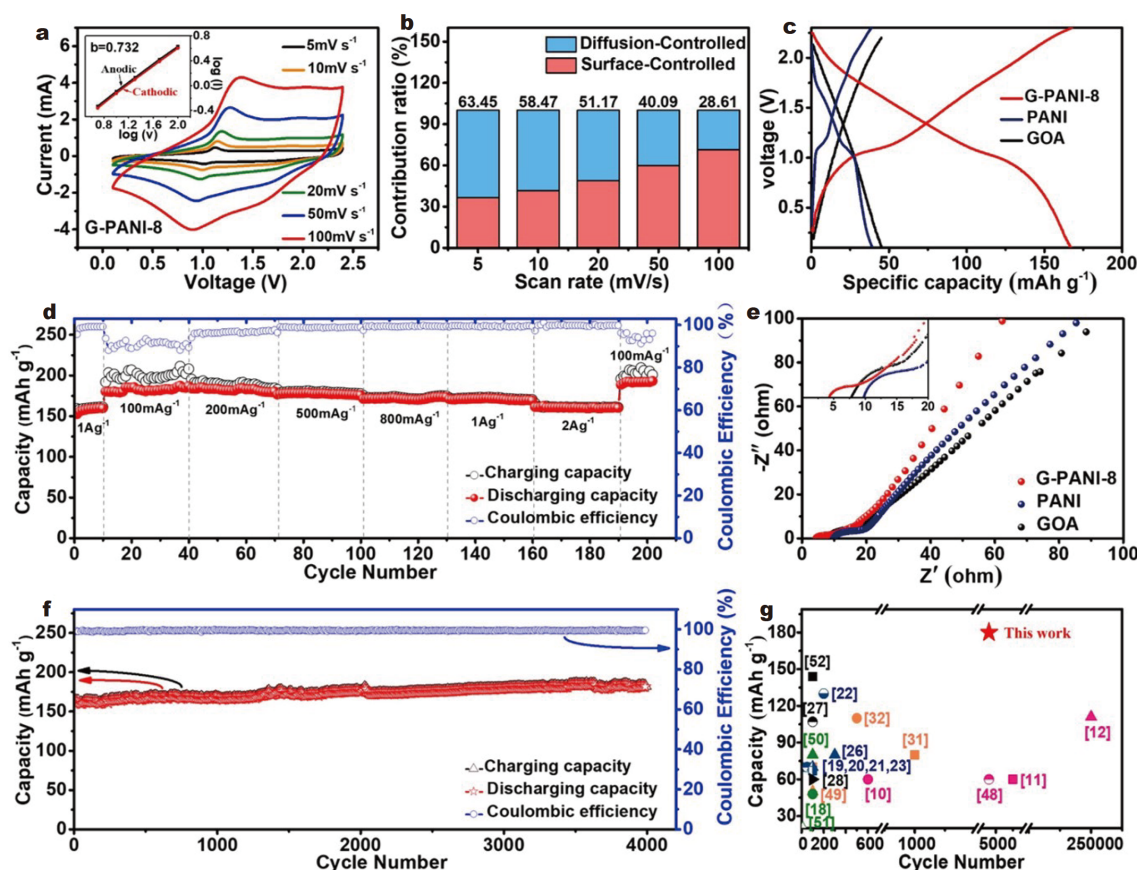 a
b=0.732
Anodic
Cathodic
log (i)
0.8
0.0
-0.4
0.8 1.2 1.6 2.0
log (v)
5mV s⁻¹
10mV s⁻¹
20mV s⁻¹
50mV s⁻¹
100mV s⁻¹
G-PANI-8
Current (mA)
6
4
2
0
-2
-4
0.0 0.5 1.0 1.5 2.0 2.5
Voltage (V)
b
Contribution ratio (%)
150
120
90
60
30
0
Diffusion-Controlled
Surface-Controlled
63.45 58.47 51.17 40.09 28.61
5 10 20 50 100
Scan rate (mV/s)
c
voltage (V)
2.0
1.5
1.0
0.5
G-PANI-8
PANI
GOA
0 40 80 120 160
Specific capacity (mAh g⁻¹)
d
Capacity (mAh g⁻¹)
250
200
150
100
50
0
1Ag⁻¹
100mAg⁻¹
200mAg⁻¹
500mAg⁻¹
800mAg⁻¹
1Ag⁻¹
2Ag⁻¹
100mAg⁻¹
Charging capacity
Discharging capacity
Coulombic efficiency
100
80
60
40
20
0
Coulombic Efficiency (%)
0 20 40 60 80 100 120 140 160 180 200
Cycle Number
e
-Z″ (ohm)
100
80
60
40
20
0
0 5 10 15 20
G-PANI-8
PANI
GOA
0 20 40 60 80 100
Z′ (ohm)
f
Capacity (mAh g⁻¹)
250
200
150
100
50
0
Charging capacity
Discharging capacity
Coulombic efficiency
100
80
60
40
20
0
Coulombic Efficiency (%)
0 1000 2000 3000 4000
Cycle Number
g
Capacity (mAh g⁻¹)
180
150
120
90
60
30
This work
[52]
[22]
[27]
[32]
[12]
[50]
[26]
[31]
[19,20,21,23]
[28]
[49]
[10]
[48]
[11]
[18]
[51]
0 200 600 1000 5000 250000
Cycle Number